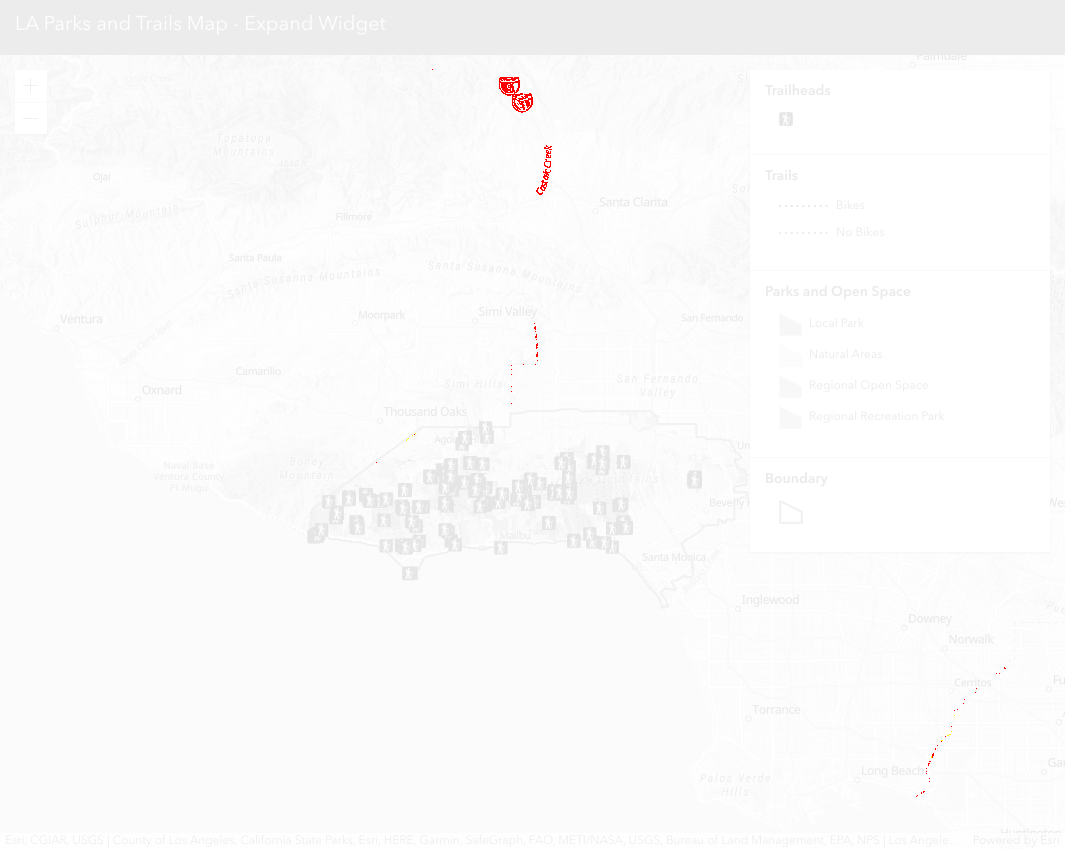 LA Parks and Trails Map - Expand Widget
Palmdale
Trailheads
Topatopa
Mountains
Castaic Creek
Ojai
Trails
Santa Clarita
Bikes
Sulphur Mountain
Fillmore
No Bikes
Santa Paula
Santa Susanna Mountains
Santa Susanna Mountains
Parks and Open Space
Ventura
Moorpark
Simi Valley
San Fernando
Local Park
Natural Areas
Camarillo
Simi Hills
San Fernando
Valley
Regional Open Space
Oxnard
Thousand Oaks
Regional Recreation Park
Boney
Mountain
Naval Base
Ventura County
Pt Mugu
Boundary
Malibu
Santa Monica
Inglewood
Downey
Norwalk
Cerritos
Torrance
Long Beach
Palos Verde
Hills
Huntington
Esri, CGIAR, USGS | County of Los Angeles, California State Parks, Esri, HERE, Garmin, SafeGraph, FAO, METI/NASA, USGS, Bureau of Land Management, EPA, NPS | Los Angele...
Powered by Esri